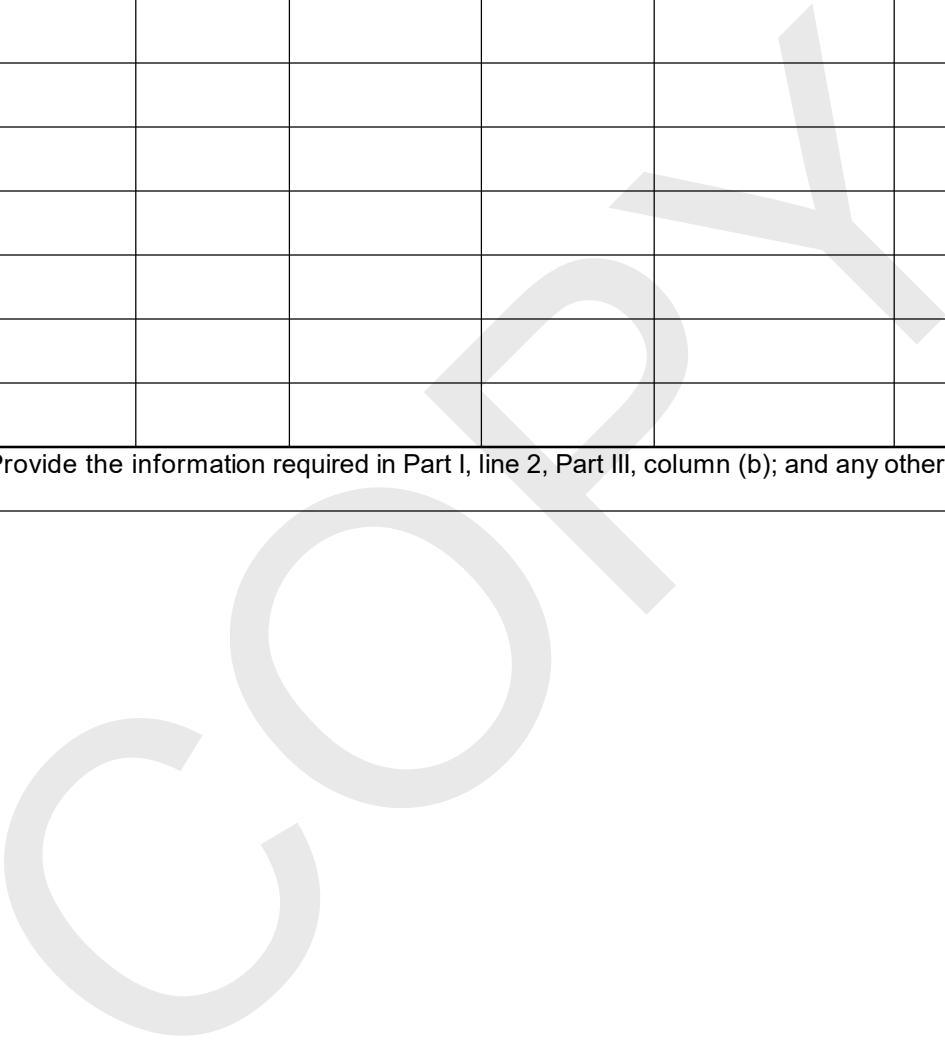 Provide the information required in Part I, line 2, Part III, column (b); and any other
COPY